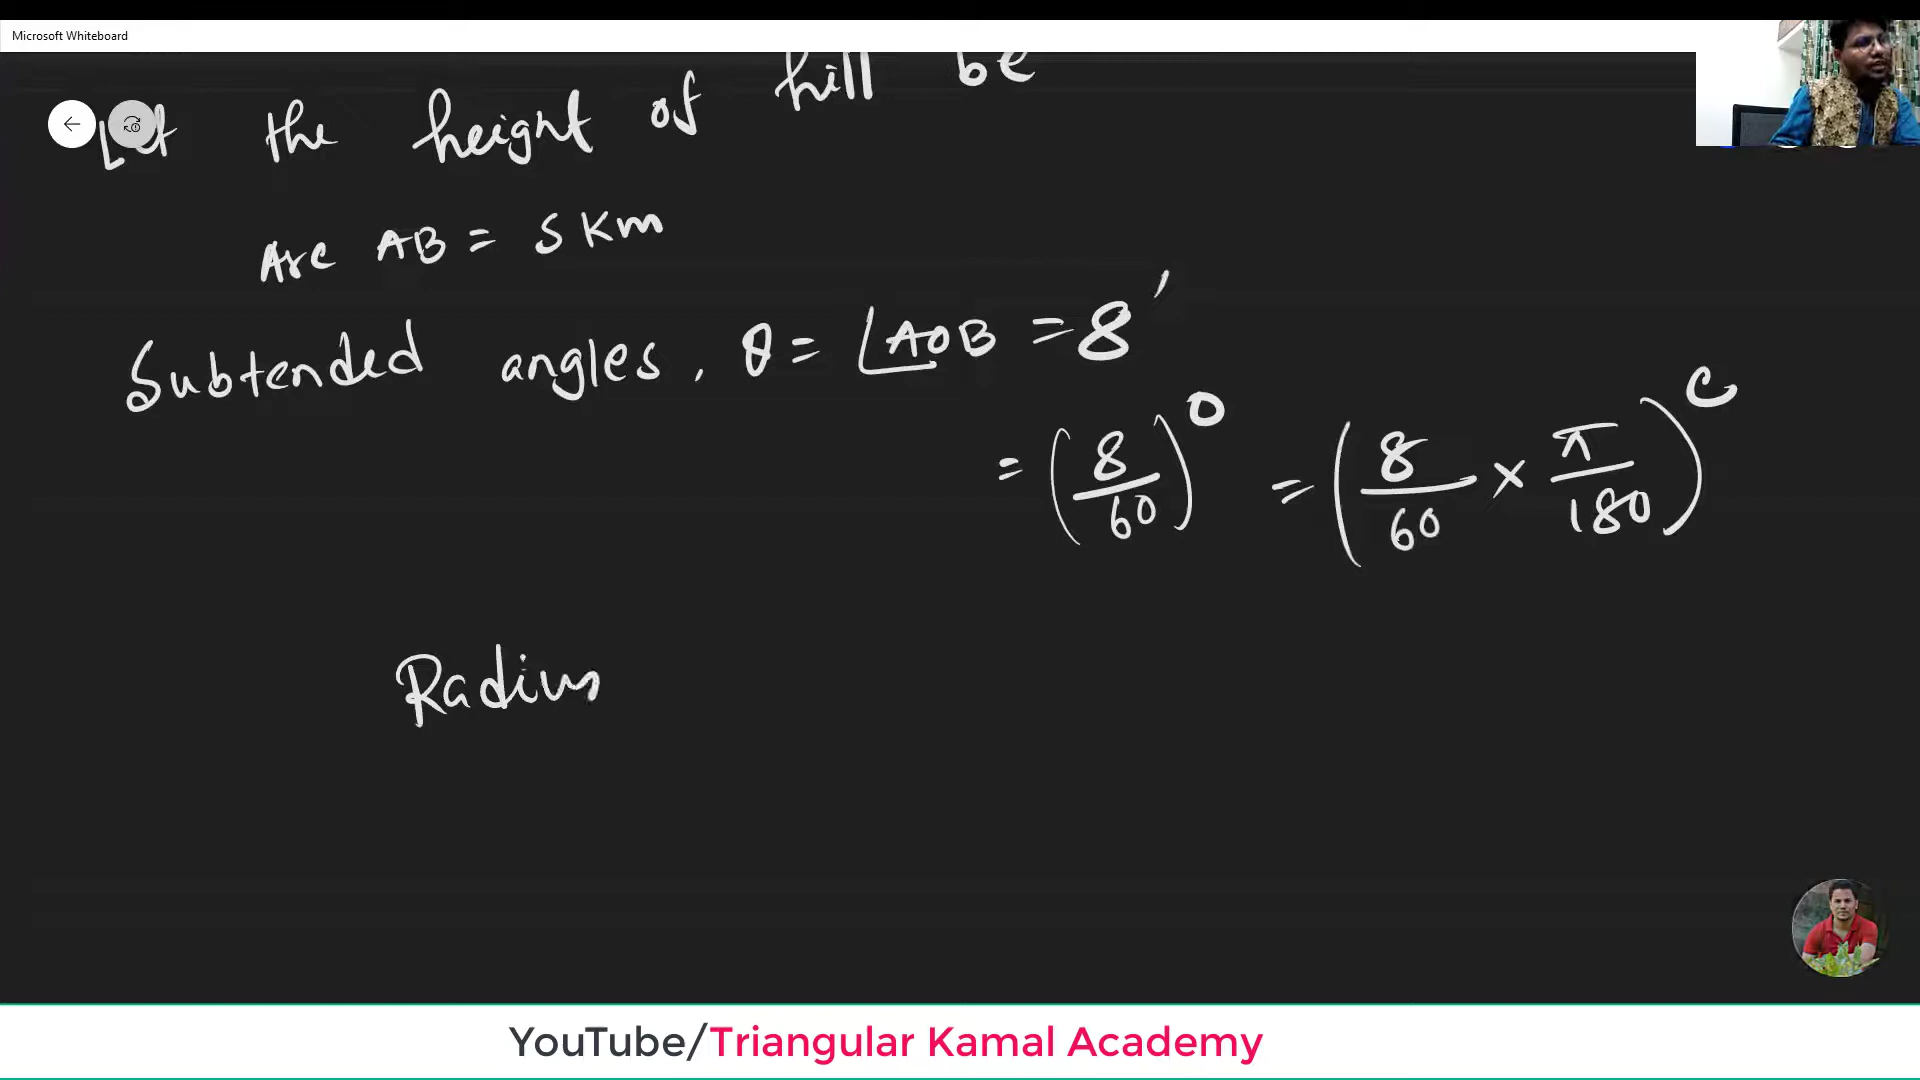 Microsoft Whiteboard
Let the height of hill be
Arc AB = S Km
Subtended angles, θ = ∠AOB = 8′
= (8/60)° = (8/60 × π/180)ᶜ
Radius
YouTube/Triangular Kamal Academy